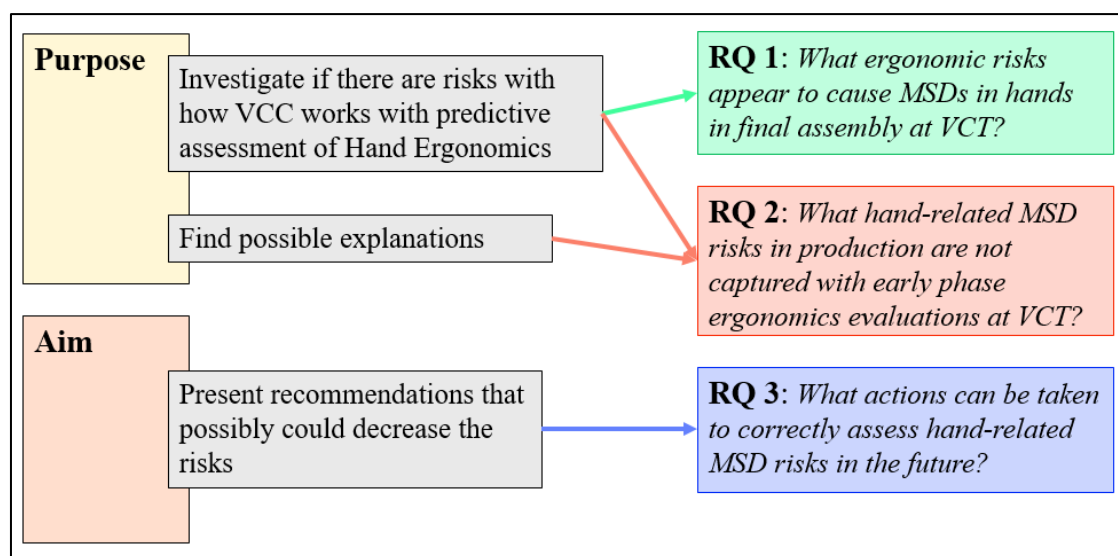 Purpose
Investigate if there are risks with
how VCC works with predictive
assessment of Hand Ergonomics
Find possible explanations
Aim
Present recommendations that
possibly could decrease the
risks
RQ 1: What ergonomic risks
appear to cause MSDs in hands
in final assembly at VCT?
RQ 2: What hand-related MSD
risks in production are not
captured with early phase
ergonomics evaluations at VCT?
RQ 3: What actions can be taken
to correctly assess hand-related
MSD risks in the future?